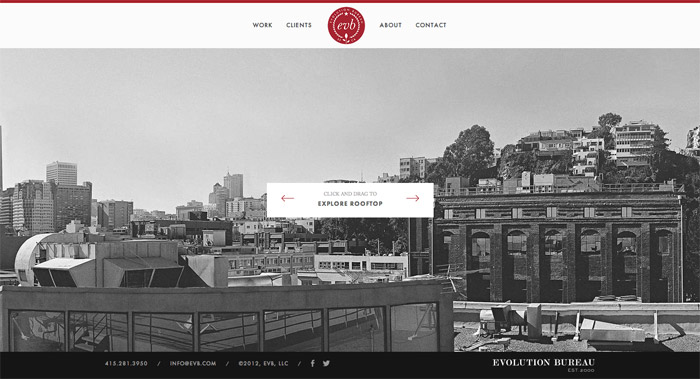 WORK
CLIENTS
evb
ABOUT
CONTACT
CLICK AND DRAG TO
EXPLORE ROOFTOP
415.281.3950 / INFO@EVB.COM / ©2012, EVB, LLC /
EVOLUTION BUREAU
EST.2000